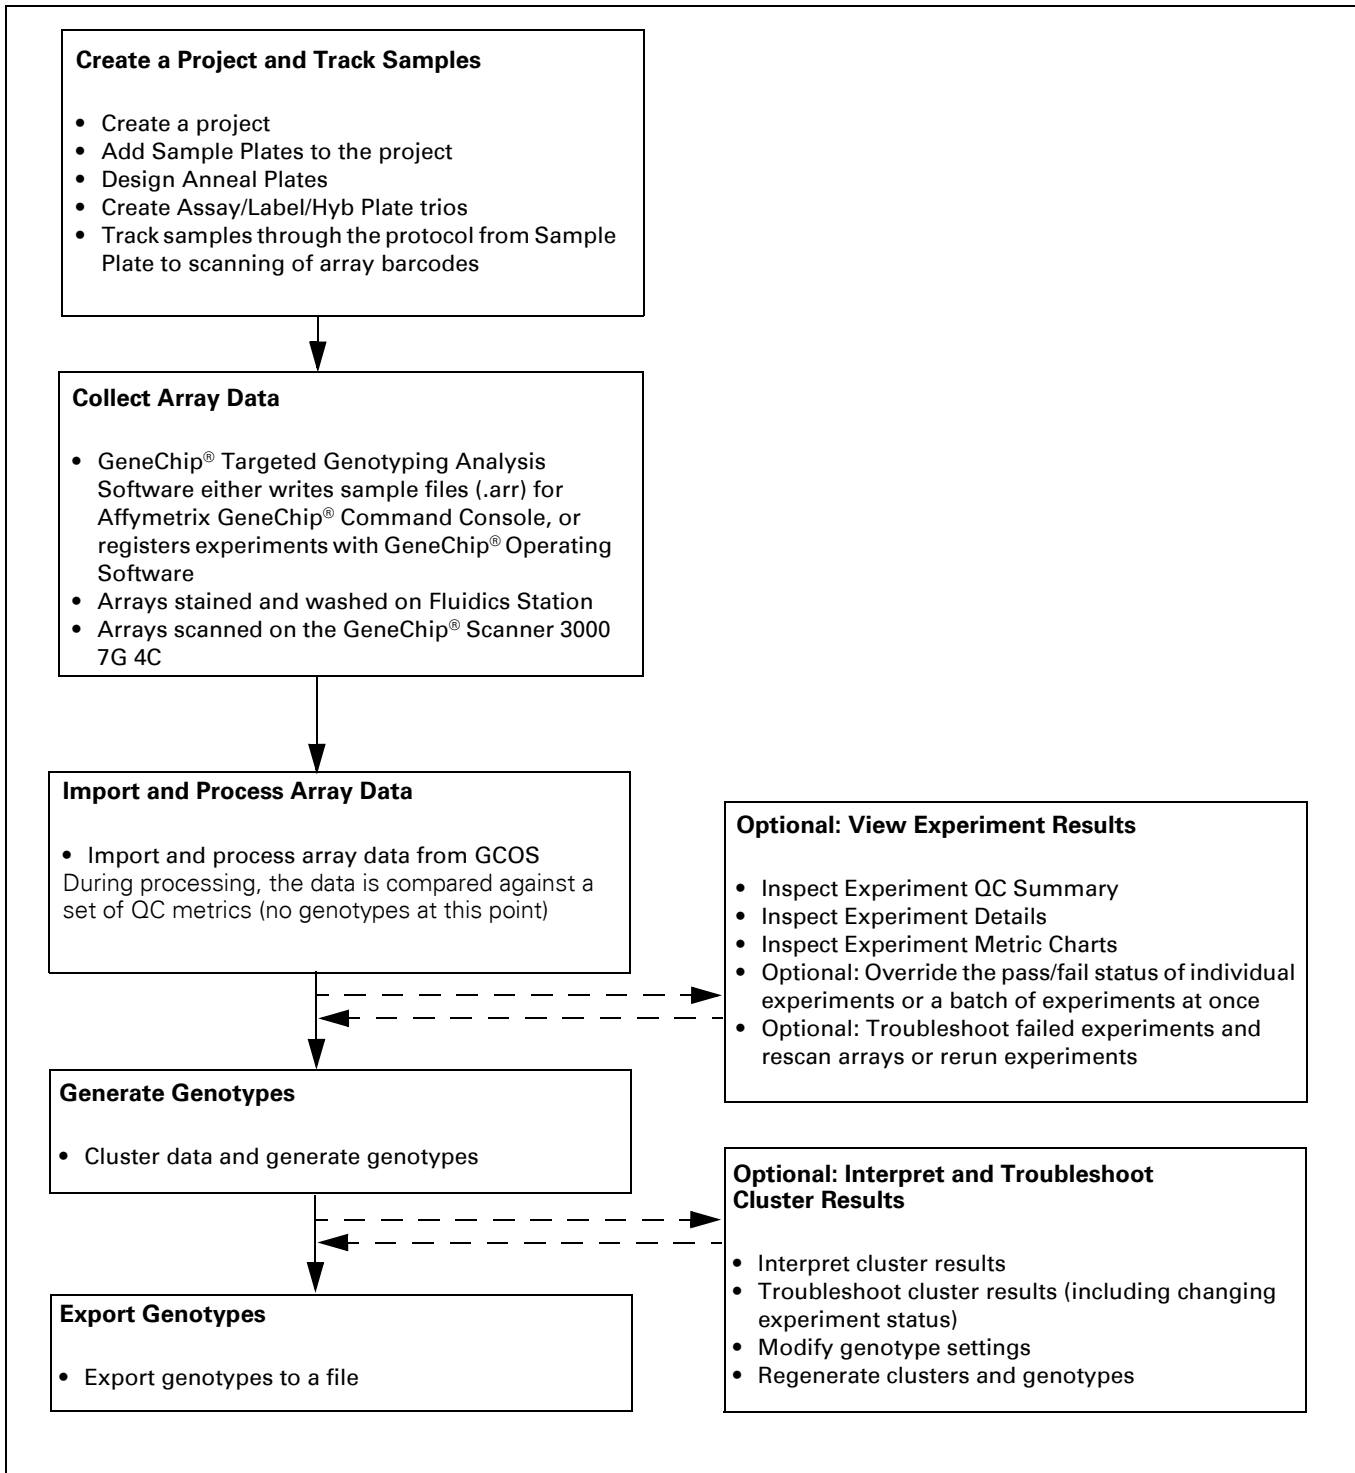 Create a Project and Track Samples
• Create a project
• Add Sample Plates to the project
• Design Anneal Plates
• Create Assay/Label/Hyb Plate trios
• Track samples through the protocol from Sample
Plate to scanning of array barcodes
Collect Array Data
• GeneChip® Targeted Genotyping Analysis
Software either writes sample files (.arr) for
Affymetrix GeneChip® Command Console, or
registers experiments with GeneChip® Operating
Software
• Arrays stained and washed on Fluidics Station
• Arrays scanned on the GeneChip® Scanner 3000
7G 4C
Import and Process Array Data
• Import and process array data from GCOS
During processing, the data is compared against a
set of QC metrics (no genotypes at this point)
Optional: View Experiment Results
• Inspect Experiment QC Summary
• Inspect Experiment Details
• Inspect Experiment Metric Charts
• Optional: Override the pass/fail status of individual
experiments or a batch of experiments at once
• Optional: Troubleshoot failed experiments and
rescan arrays or rerun experiments
Generate Genotypes
• Cluster data and generate genotypes
Optional: Interpret and Troubleshoot
Cluster Results
• Interpret cluster results
• Troubleshoot cluster results (including changing
experiment status)
• Modify genotype settings
• Regenerate clusters and genotypes
Export Genotypes
• Export genotypes to a file